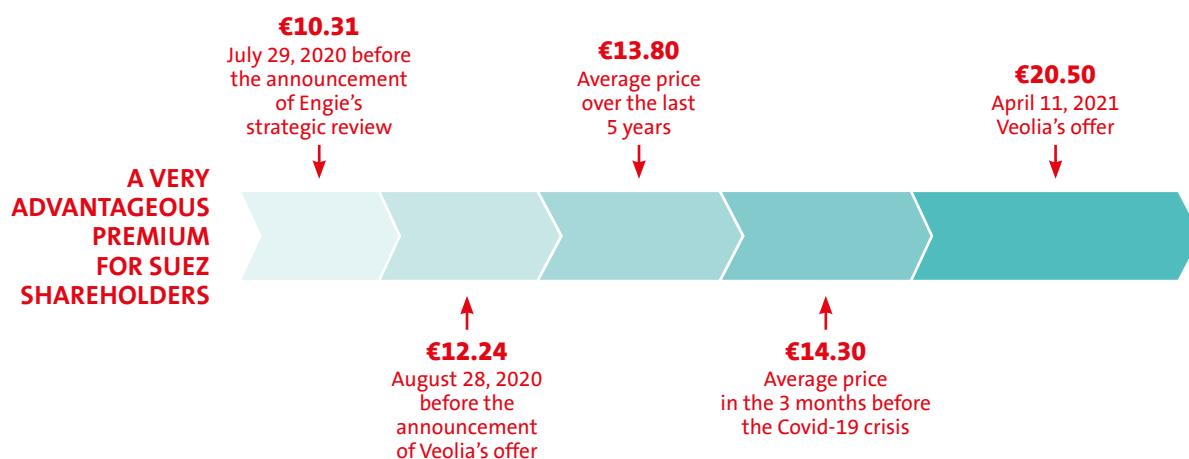 A VERY
ADVANTAGEOUS
PREMIUM
FOR SUEZ
SHAREHOLDERS
€10.31
July 29, 2020 before
the announcement
of Engie’s
strategic review
€12.24
August 28, 2020
before the
announcement
of Veolia’s offer
€13.80
Average price
over the last
5 years
€14.30
Average price
in the 3 months before
the Covid-19 crisis
€20.50
April 11, 2021
Veolia’s offer